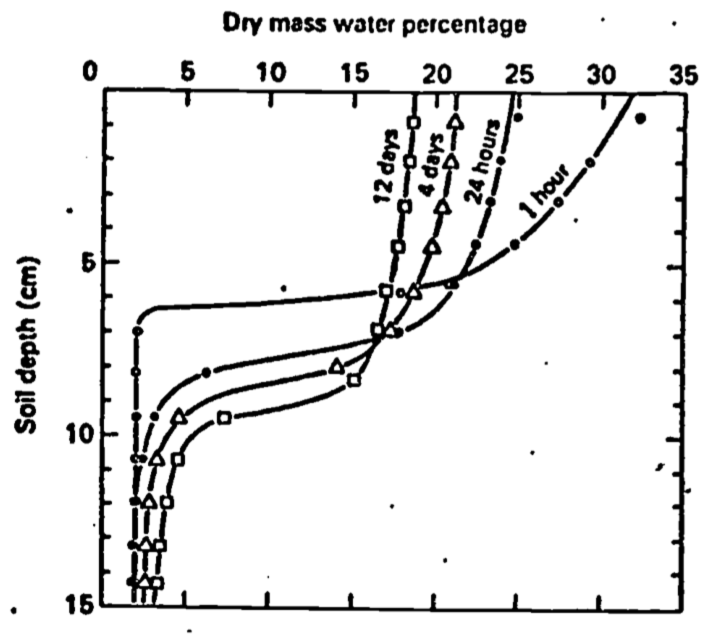 Dry mass water percentage
0 5 10 15 20 25 30 35
12 days
4 days
24 hours
1 hour
5
10
15
Soil depth (cm)